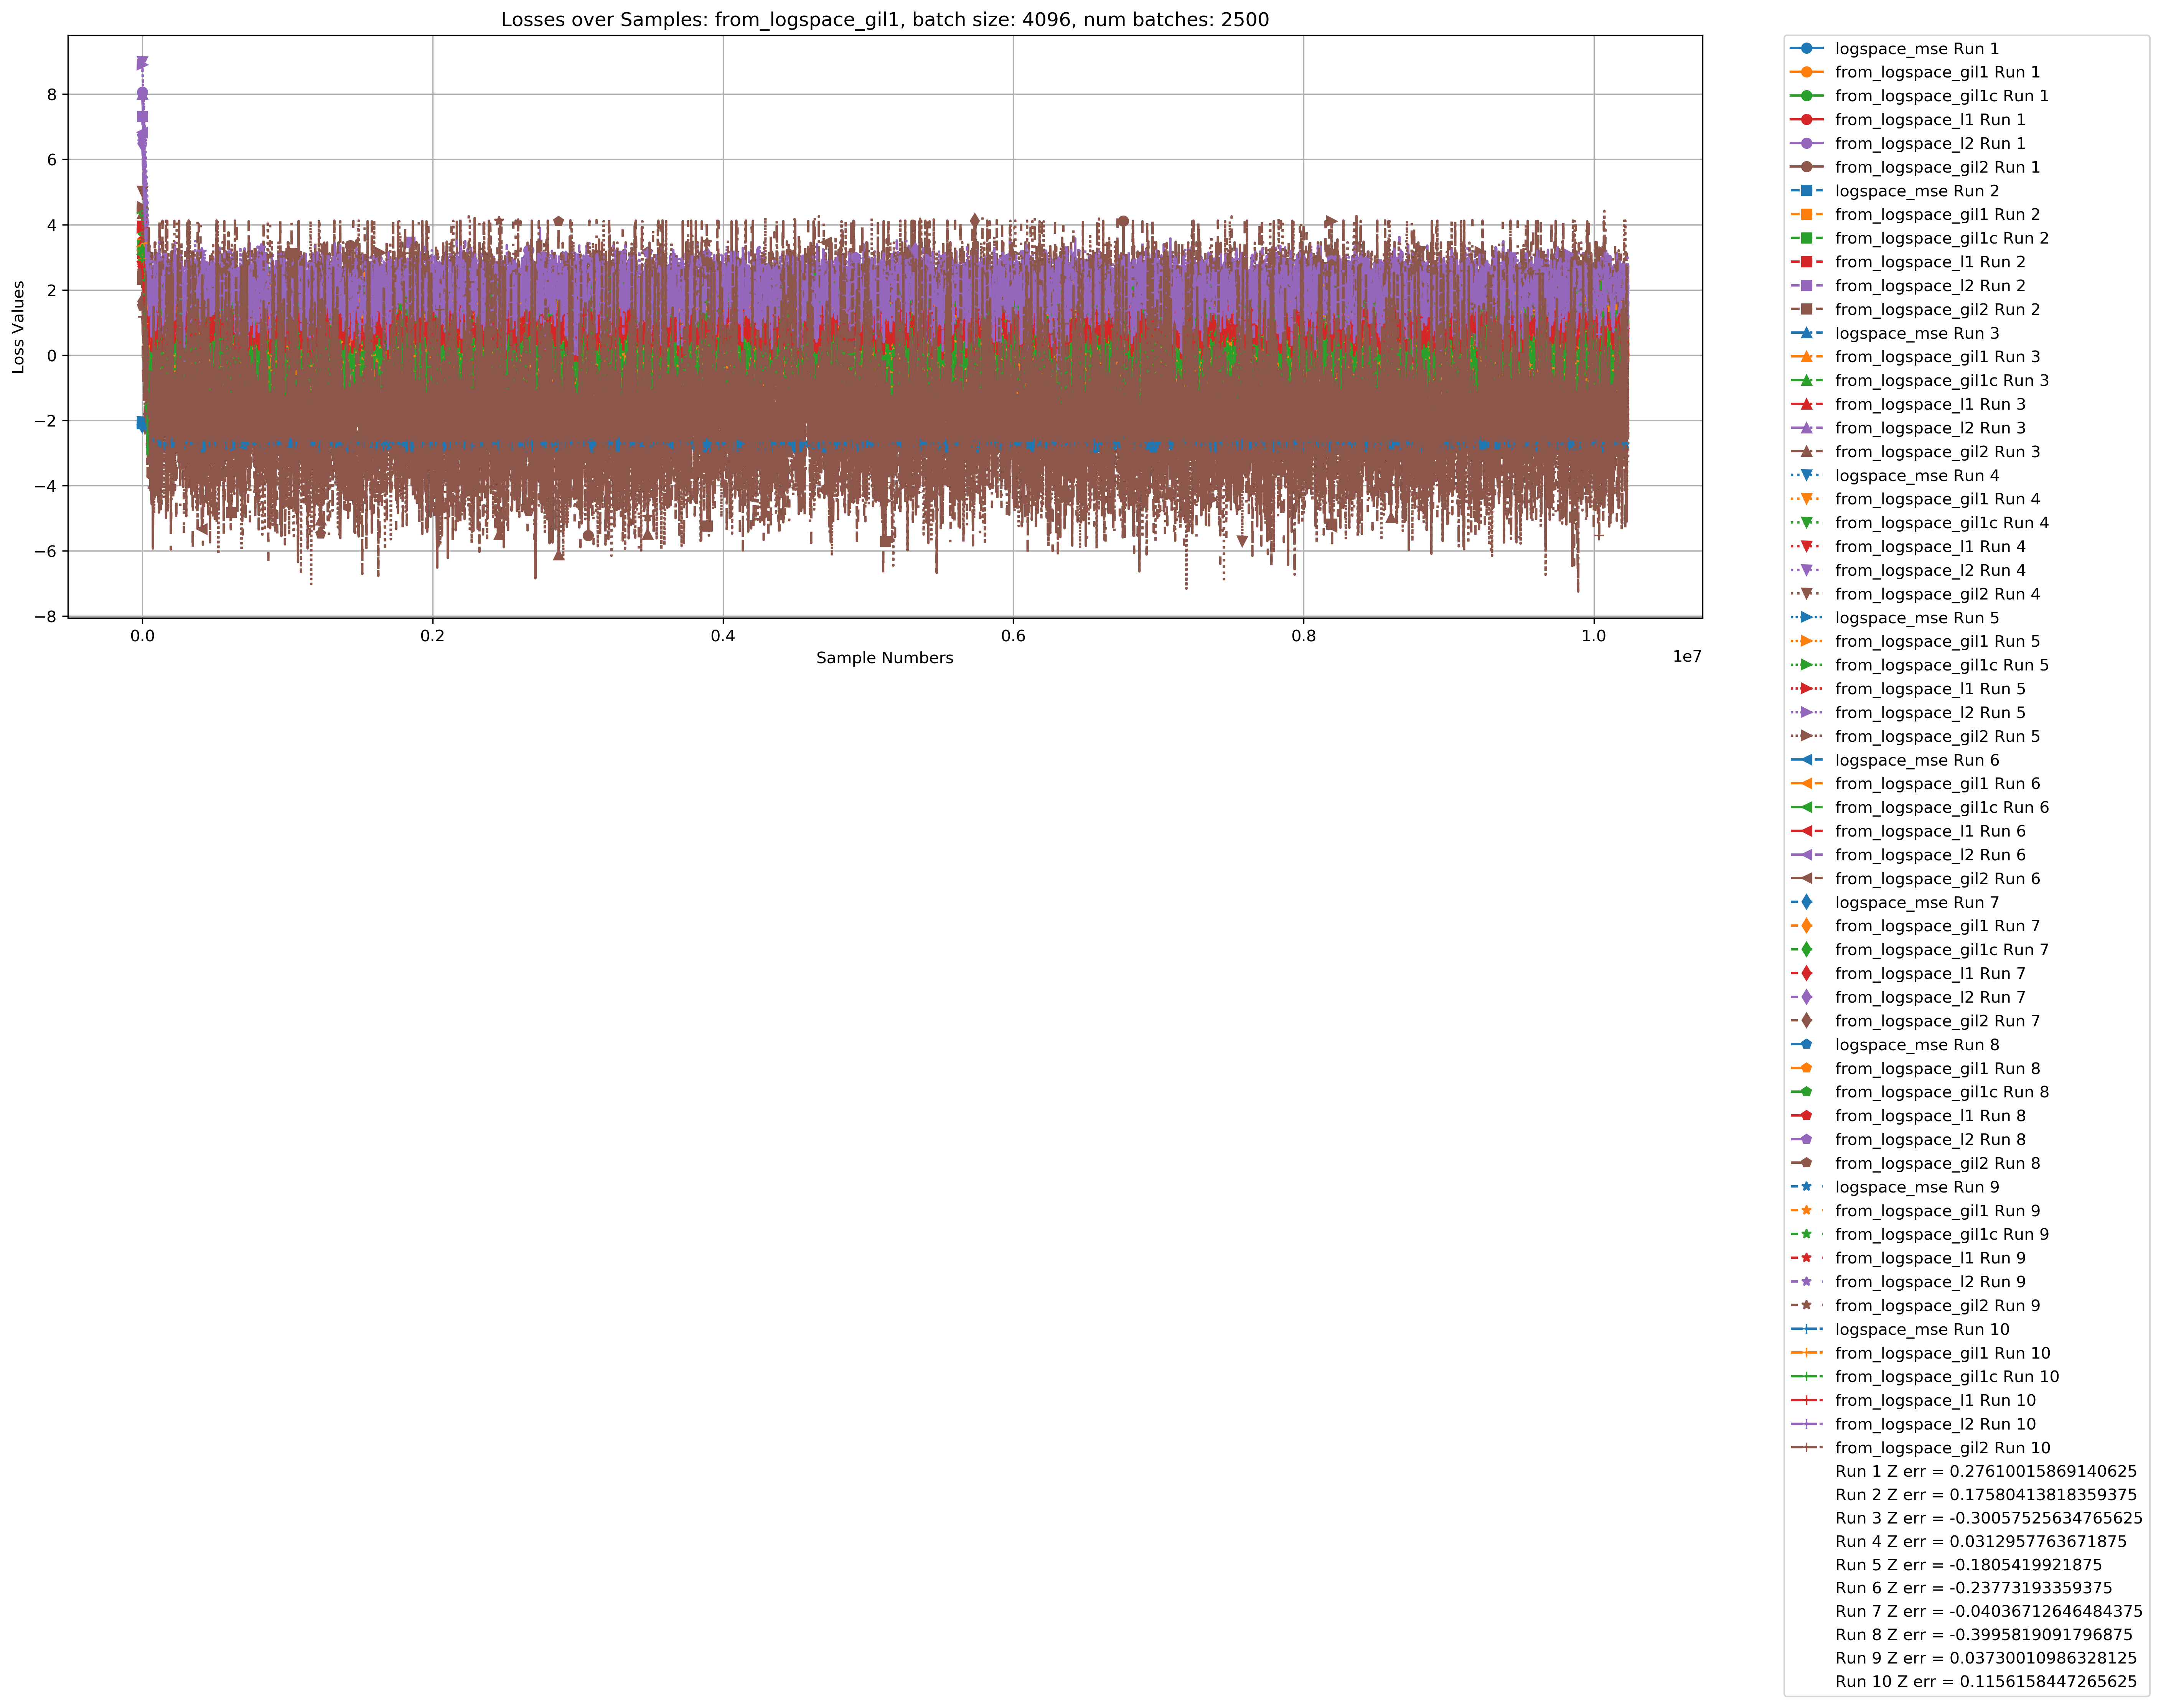 Losses over Samples: from_logspace_gil1, batch size: 4096, num batches: 2500
Loss Values
8
6
4
2
0
−2
−4
−6
−8
0.0
0.2
0.4
0.6
0.8
1.0
1e7
Sample Numbers
logspace_mse Run 1
from_logspace_gil1 Run 1
from_logspace_gil1c Run 1
from_logspace_l1 Run 1
from_logspace_l2 Run 1
from_logspace_gil2 Run 1
logspace_mse Run 2
from_logspace_gil1 Run 2
from_logspace_gil1c Run 2
from_logspace_l1 Run 2
from_logspace_l2 Run 2
from_logspace_gil2 Run 2
logspace_mse Run 3
from_logspace_gil1 Run 3
from_logspace_gil1c Run 3
from_logspace_l1 Run 3
from_logspace_l2 Run 3
from_logspace_gil2 Run 3
logspace_mse Run 4
from_logspace_gil1 Run 4
from_logspace_gil1c Run 4
from_logspace_l1 Run 4
from_logspace_l2 Run 4
from_logspace_gil2 Run 4
logspace_mse Run 5
from_logspace_gil1 Run 5
from_logspace_gil1c Run 5
from_logspace_l1 Run 5
from_logspace_l2 Run 5
from_logspace_gil2 Run 5
logspace_mse Run 6
from_logspace_gil1 Run 6
from_logspace_gil1c Run 6
from_logspace_l1 Run 6
from_logspace_l2 Run 6
from_logspace_gil2 Run 6
logspace_mse Run 7
from_logspace_gil1 Run 7
from_logspace_gil1c Run 7
from_logspace_l1 Run 7
from_logspace_l2 Run 7
from_logspace_gil2 Run 7
logspace_mse Run 8
from_logspace_gil1 Run 8
from_logspace_gil1c Run 8
from_logspace_l1 Run 8
from_logspace_l2 Run 8
from_logspace_gil2 Run 8
logspace_mse Run 9
from_logspace_gil1 Run 9
from_logspace_gil1c Run 9
from_logspace_l1 Run 9
from_logspace_l2 Run 9
from_logspace_gil2 Run 9
logspace_mse Run 10
from_logspace_gil1 Run 10
from_logspace_gil1c Run 10
from_logspace_l1 Run 10
from_logspace_l2 Run 10
from_logspace_gil2 Run 10
Run 1 Z err = 0.27610015869140625
Run 2 Z err = 0.17580413818359375
Run 3 Z err = -0.30057525634765625
Run 4 Z err = 0.0312957763671875
Run 5 Z err = -0.1805419921875
Run 6 Z err = -0.23773193359375
Run 7 Z err = -0.04036712646484375
Run 8 Z err = -0.3995819091796875
Run 9 Z err = 0.03730010986328125
Run 10 Z err = 0.1156158447265625